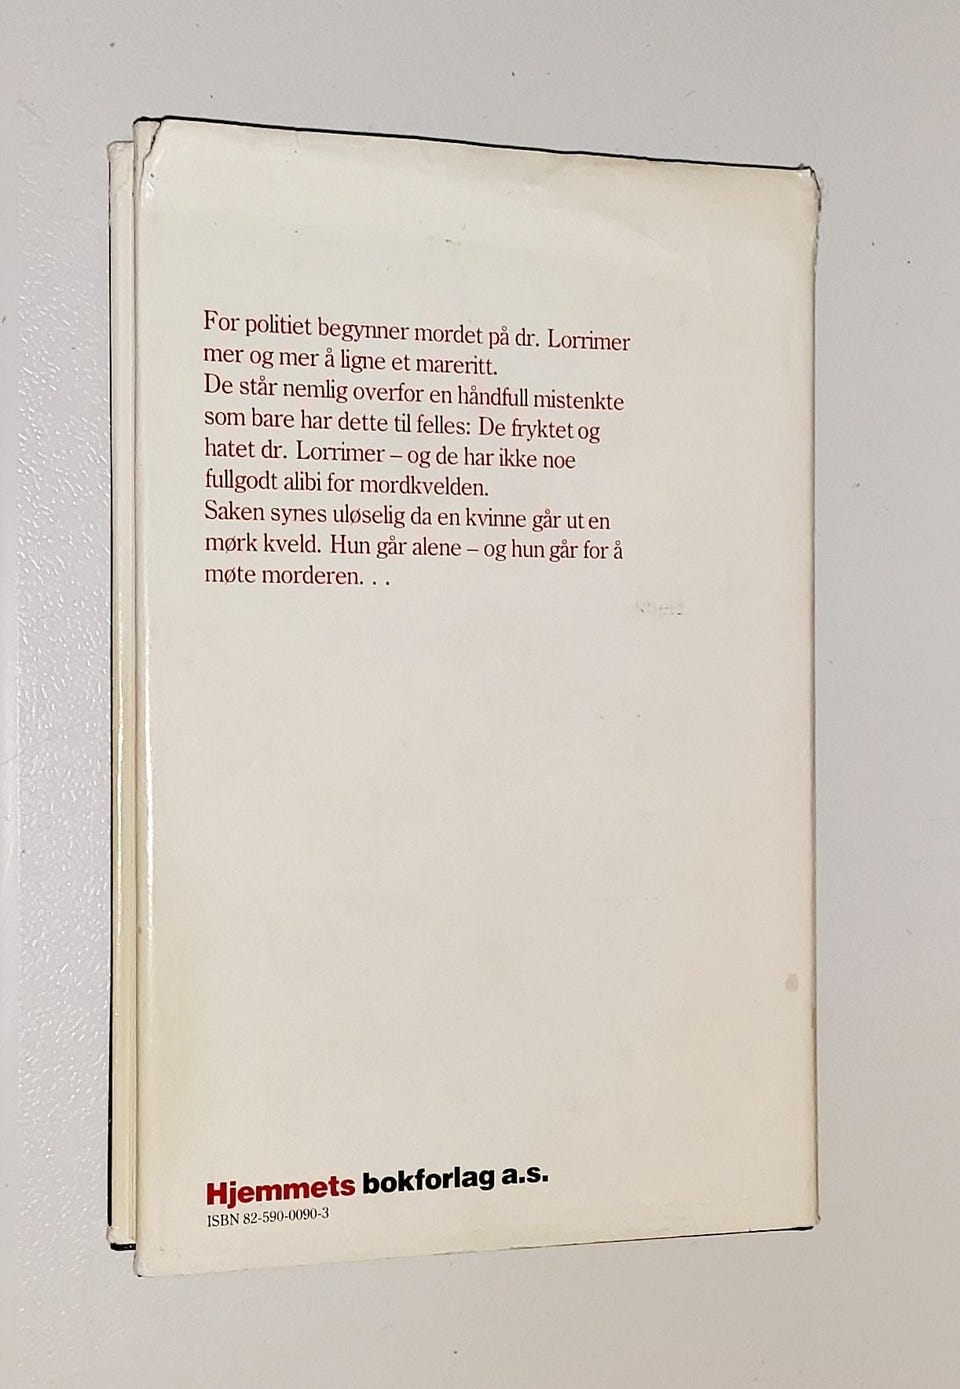 For politiet begynner mordet på dr. Lorrimer
mer og mer å ligne et mareritt.
De står nemlig overfor en håndfull mistenkte
som bare har dette til felles: De fryktet og
hatet dr. Lorrimer – og de har ikke noe
fullgodt alibi for mordkvelden.
Saken synes uløselig da en kvinne går ut en
mørk kveld. Hun går alene – og hun går for å
møte morderen. . .
Hjemmets bokforlag a.s.
ISBN 82-590-0090-3